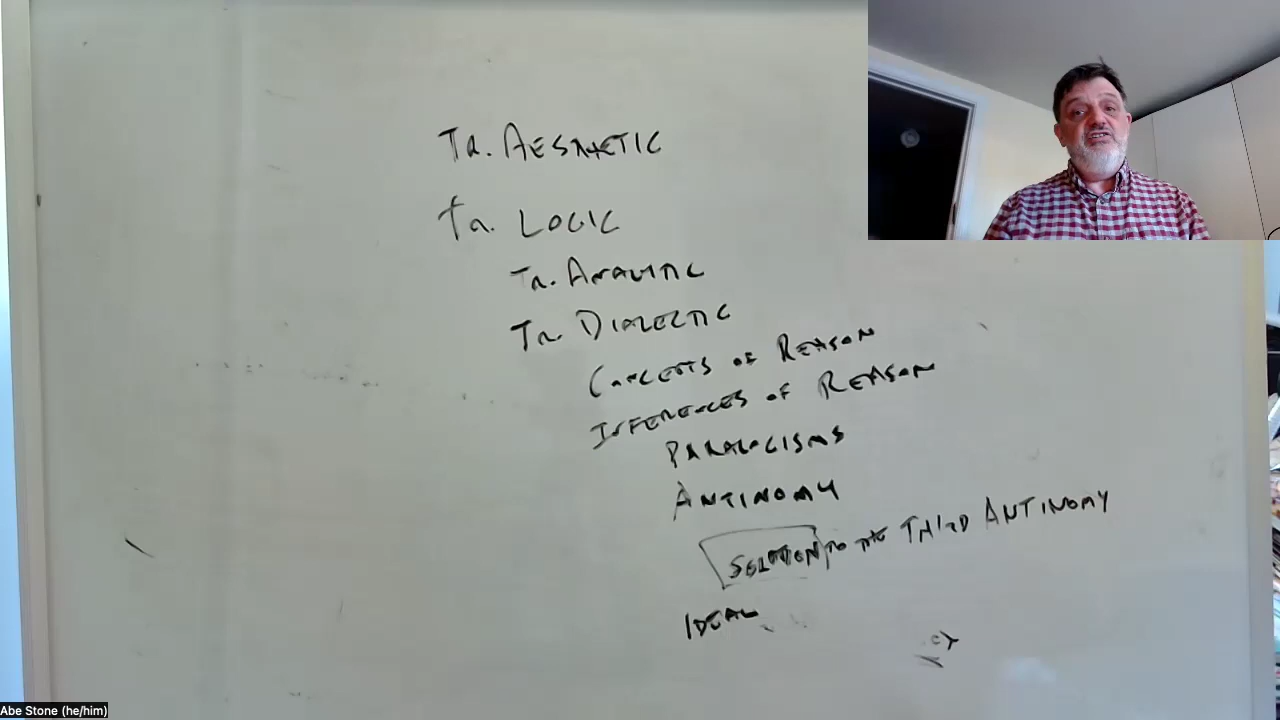 Tr. AESTHETIC
Tr. LOGIC
Tr. ANALYTIC
Tr. DIALECTIC
CONCEPTS OF REASON
INFERENCES OF REASON
PARALOGISMS
ANTINOMY
SOLUTION TO THE THIRD ANTINOMY
IDEAL
Abe Stone (he/him)